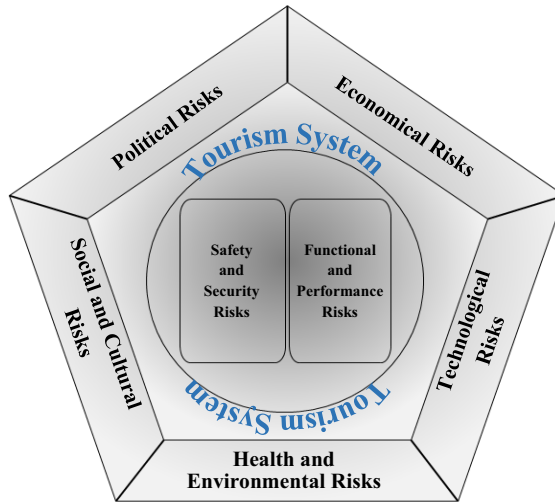 Political Risks
Economical Risks
Tourism System
Safety
and
Security
Risks
Functional
and
Performance
Risks
Social and Cultural
Risks
Technological
Risks
Tourism System
Health and
Environmental Risks